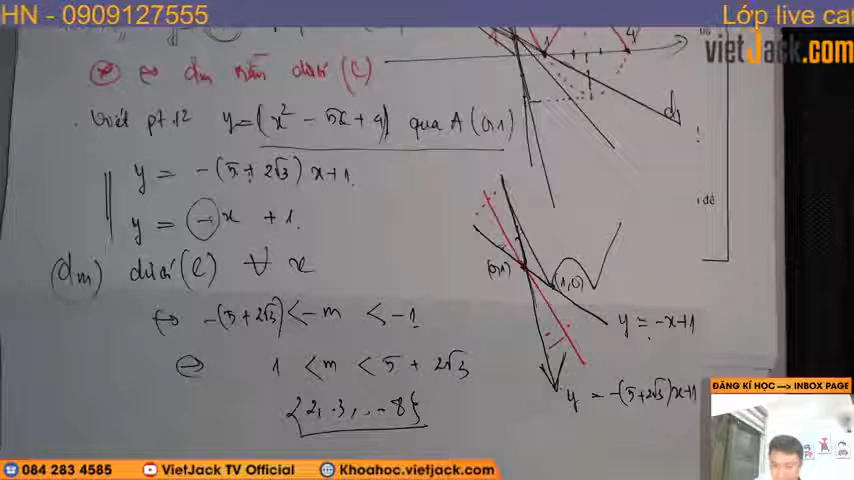 HN - 0909127555
Lớp live ca
vietJack.com
⊛ ⇔ dm nằm dưới (C)
. Viết pt t² y = |x² - 5x + 4| qua A (0,1)
y = -(5 + 2√3) x + 1.
y = -x + 1.
(dm) dưới (C) ∀ x
⇔ -(5 + 2√3) < -m < -1
⇔ 1 < m < 5 + 2√3
{2, 3, ... 8}
d1
(0,1)
(1,0)
y = -x+1
y = -(5+2√3)x+1
ĐĂNG KÍ HỌC ---> INBOX PAGE
084 283 4585
VietJack TV Official
Khoahoc.vietjack.com